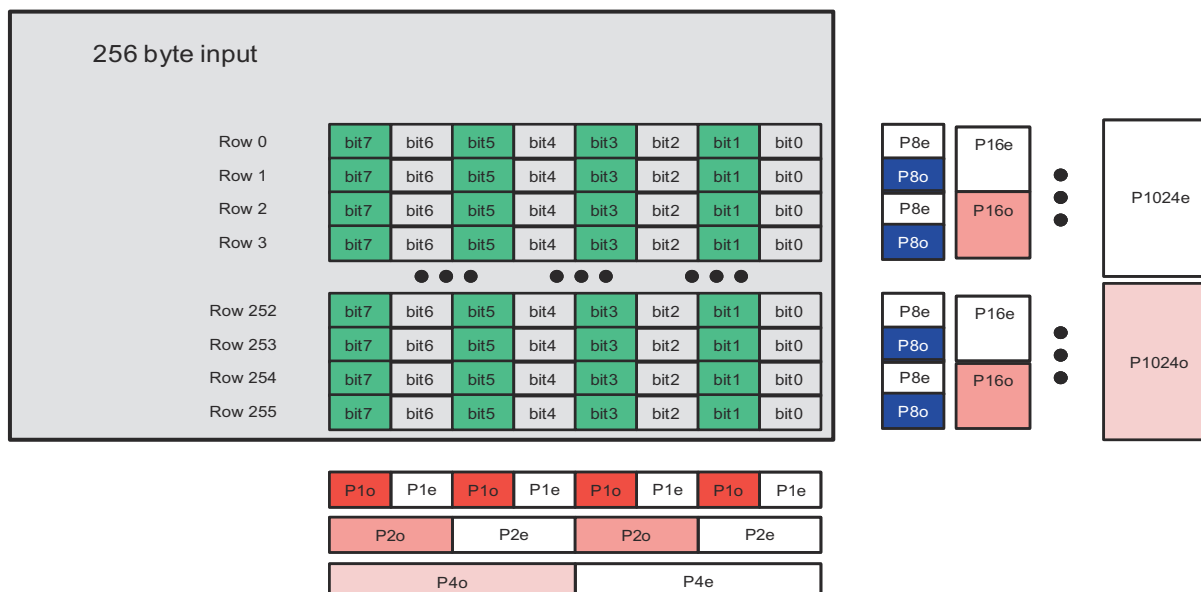 256 byte input
Row 0 bit7 bit6 bit5 bit4 bit3 bit2 bit1 bit0 P8e P16e P1024e
Row 1 bit7 bit6 bit5 bit4 bit3 bit2 bit1 bit0 P8o
Row 2 bit7 bit6 bit5 bit4 bit3 bit2 bit1 bit0 P8e P16o
Row 3 bit7 bit6 bit5 bit4 bit3 bit2 bit1 bit0 P8o
Row 252 bit7 bit6 bit5 bit4 bit3 bit2 bit1 bit0 P8e P16e P1024o
Row 253 bit7 bit6 bit5 bit4 bit3 bit2 bit1 bit0 P8o
Row 254 bit7 bit6 bit5 bit4 bit3 bit2 bit1 bit0 P8e P16o
Row 255 bit7 bit6 bit5 bit4 bit3 bit2 bit1 bit0 P8o
P1o P1e P1o P1e P1o P1e P1o P1e
P2o P2e P2o P2e
P4o P4e